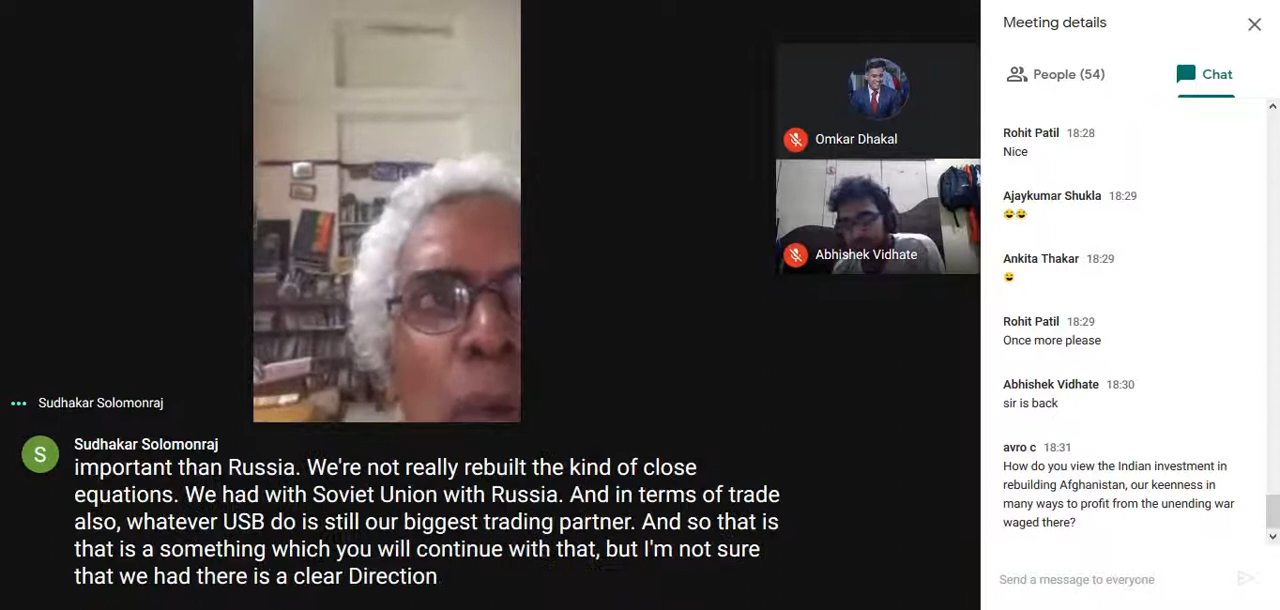 Omkar Dhakal
Abhishek Vidhate
Sudhakar Solomonraj
S
Sudhakar Solomonraj
important than Russia. We're not really rebuilt the kind of close
equations. We had with Soviet Union with Russia. And in terms of trade
also, whatever USB do is still our biggest trading partner. And so that is
that is a something which you will continue with that, but I'm not sure
that we had there is a clear Direction
Meeting details
People (54)
Chat
Rohit Patil 18:28
Nice
Ajaykumar Shukla 18:29
😂😂
Ankita Thakar 18:29
😂
Rohit Patil 18:29
Once more please
Abhishek Vidhate 18:30
sir is back
avro c 18:31
How do you view the Indian investment in
rebuilding Afghanistan, our keenness in
many ways to profit from the unending war
waged there?
Send a message to everyone